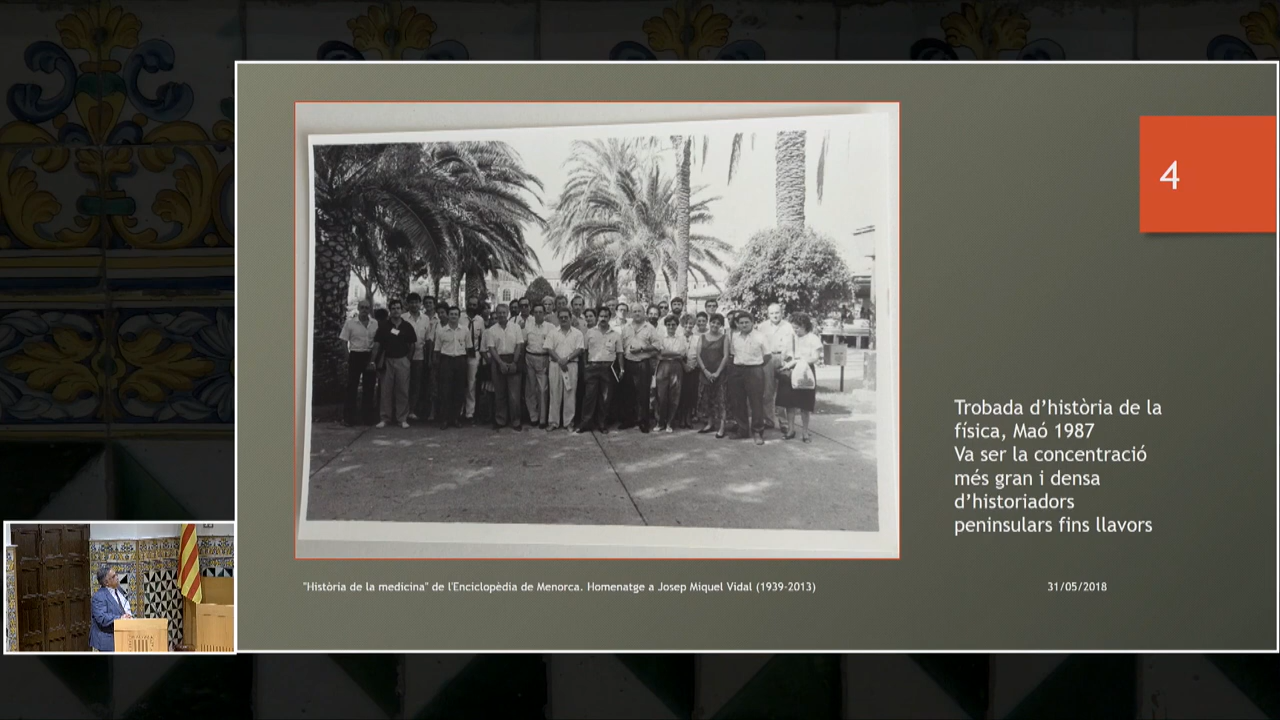 4
Trobada d'història de la
física, Maó 1987
Va ser la concentració
més gran i densa
d'historiadors
peninsulars fins llavors
"Història de la medicina" de l'Enciclopèdia de Menorca. Homenatge a Josep Miquel Vidal (1939-2013)
31/05/2018